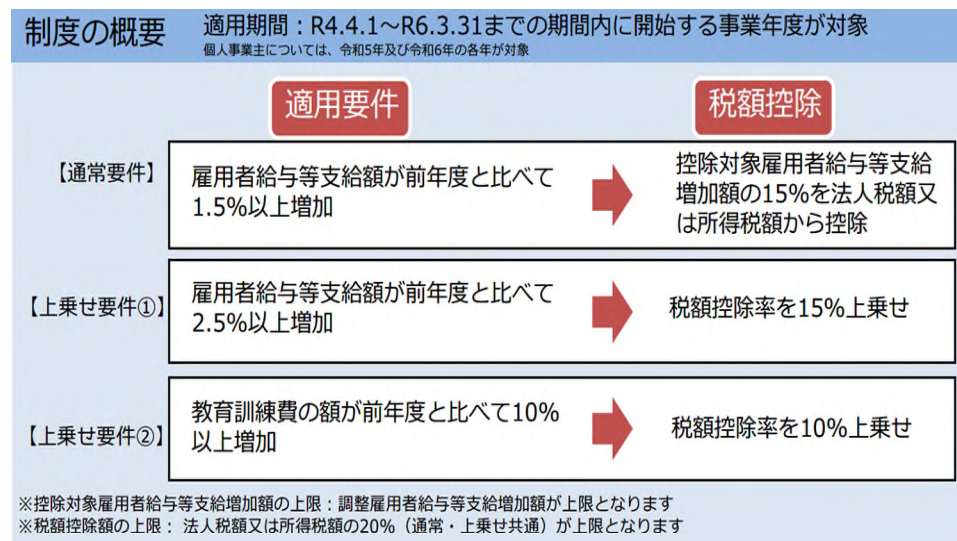 制度の概要
適用期間：R4.4.1～R6.3.31までの期間内に開始する事業年度が対象
個人事業主については、令和5年及び令和6年の各年が対象
適用要件
税額控除
【通常要件】
雇用者給与等支給額が前年度と比べて
1.5%以上増加
控除対象雇用者給与等支給
増加額の15%を法人税額又
は所得税額から控除
【上乗せ要件①】
雇用者給与等支給額が前年度と比べて
2.5%以上増加
税額控除率を15%上乗せ
【上乗せ要件②】
教育訓練費の額が前年度と比べて10%
以上増加
税額控除率を10%上乗せ
※控除対象雇用者給与等支給増加額の上限：調整雇用者給与等支給増加額が上限となります
※税額控除額の上限： 法人税額又は所得税額の20%（通常・上乗せ共通）が上限となります